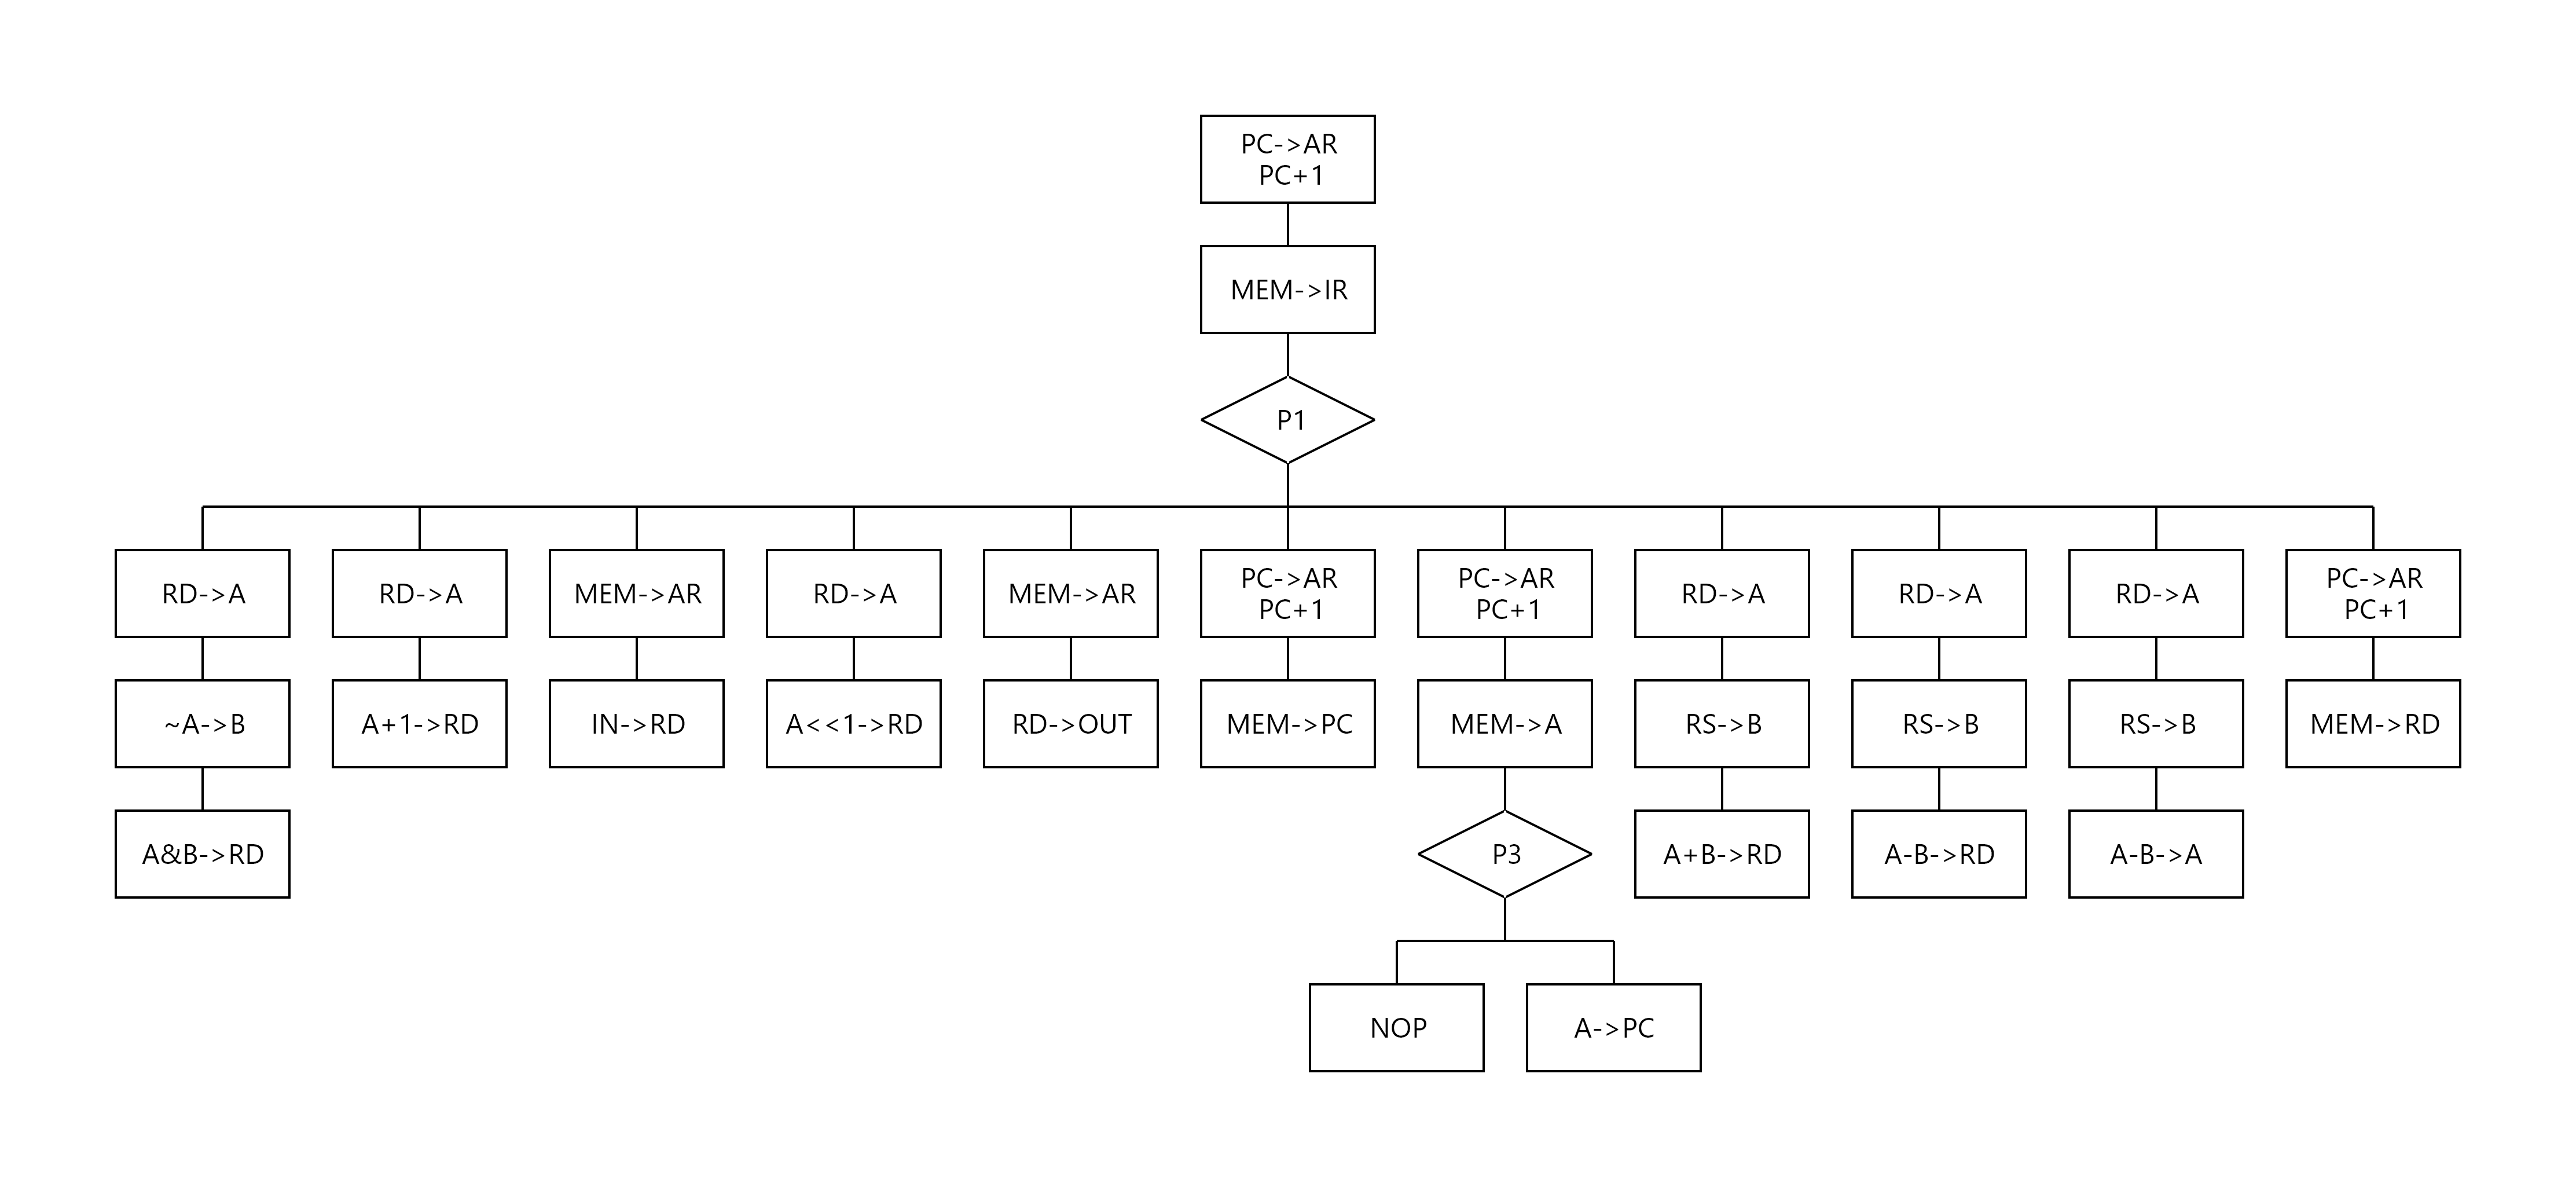 PC->AR
PC+1
MEM->IR
P1
RD->A
RD->A
MEM->AR
RD->A
MEM->AR
PC->AR
PC+1
PC->AR
PC+1
RD->A
RD->A
RD->A
PC->AR
PC+1
~A->B
A+1->RD
IN->RD
A<<1->RD
RD->OUT
MEM->PC
MEM->A
RS->B
RS->B
RS->B
MEM->RD
A&B->RD
P3
A+B->RD
A-B->RD
A-B->A
NOP
A->PC